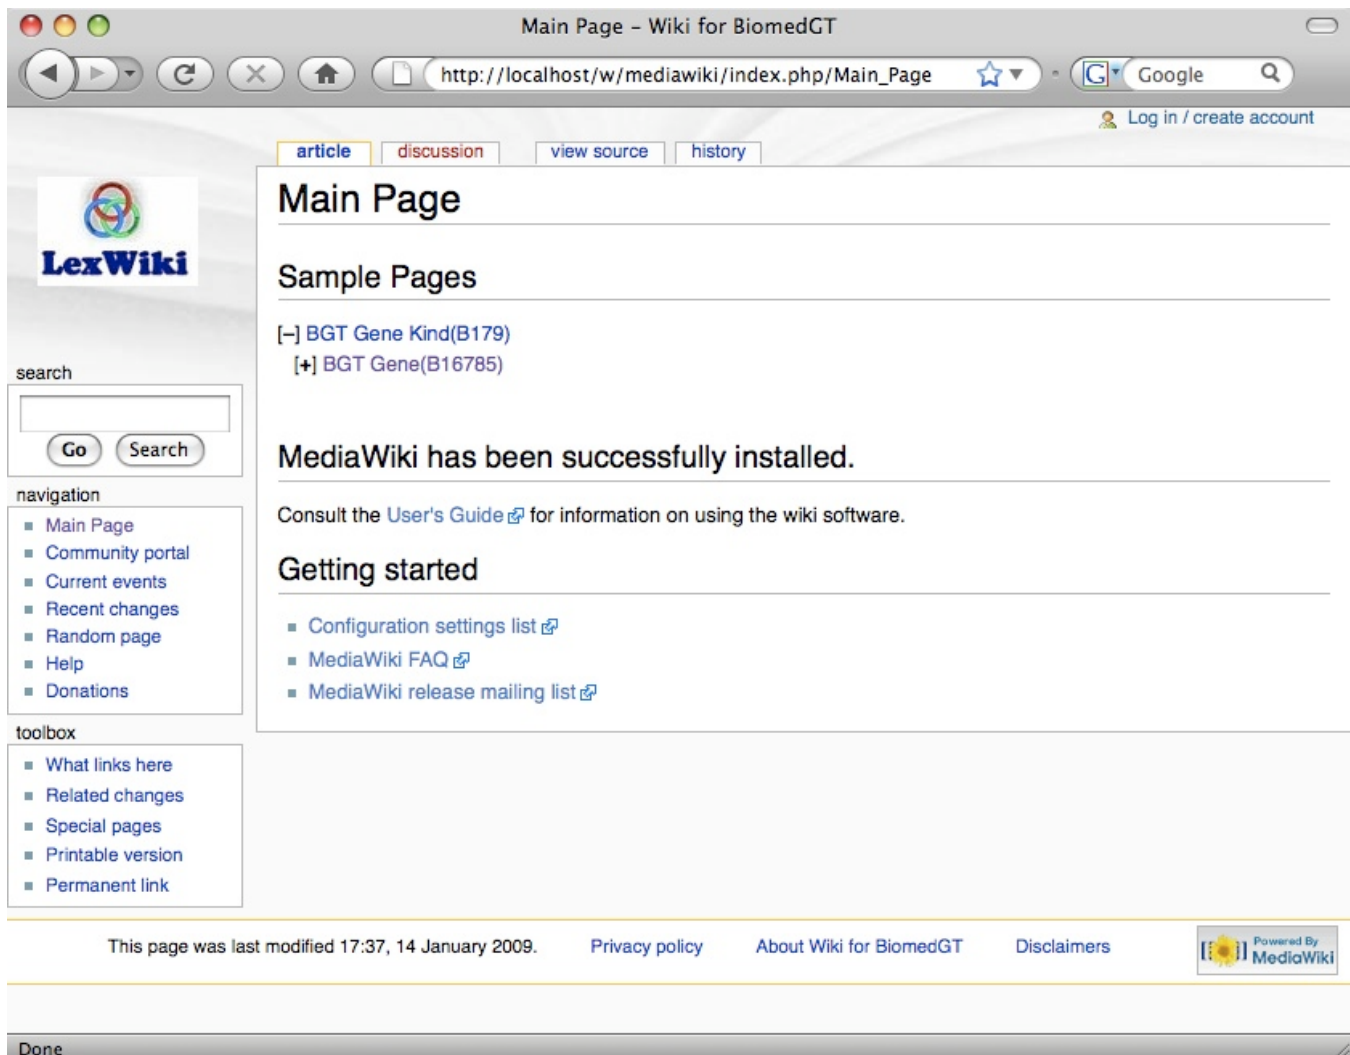 Main Page – Wiki for BiomedGT
http://localhost/w/mediawiki/index.php/Main_Page
G Google
Log in / create account
article discussion view source history
LexWiki
Main Page
Sample Pages
[–] BGT Gene Kind(B179)
[+] BGT Gene(B16785)
search
Go Search
MediaWiki has been successfully installed.
Consult the User's Guide for information on using the wiki software.
Getting started
Configuration settings list
MediaWiki FAQ
MediaWiki release mailing list
navigation
Main Page
Community portal
Current events
Recent changes
Random page
Help
Donations
toolbox
What links here
Related changes
Special pages
Printable version
Permanent link
This page was last modified 17:37, 14 January 2009. Privacy policy About Wiki for BiomedGT Disclaimers
Powered By
MediaWiki
Done